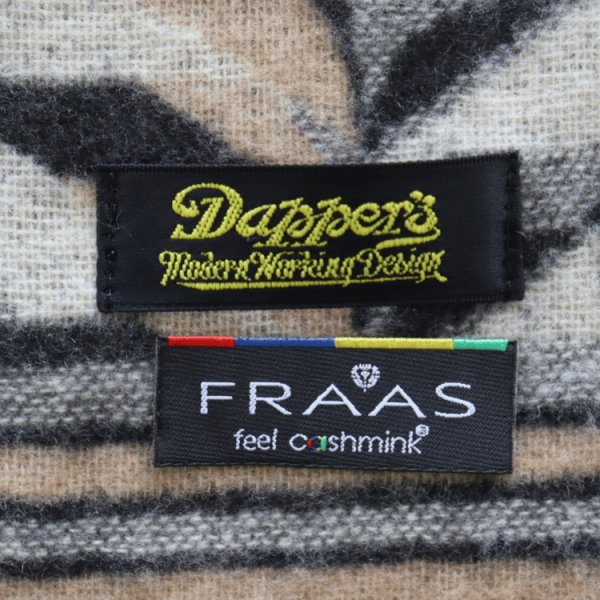 Dapper's
Modern Working Design
FRAAS
feel cashmink®